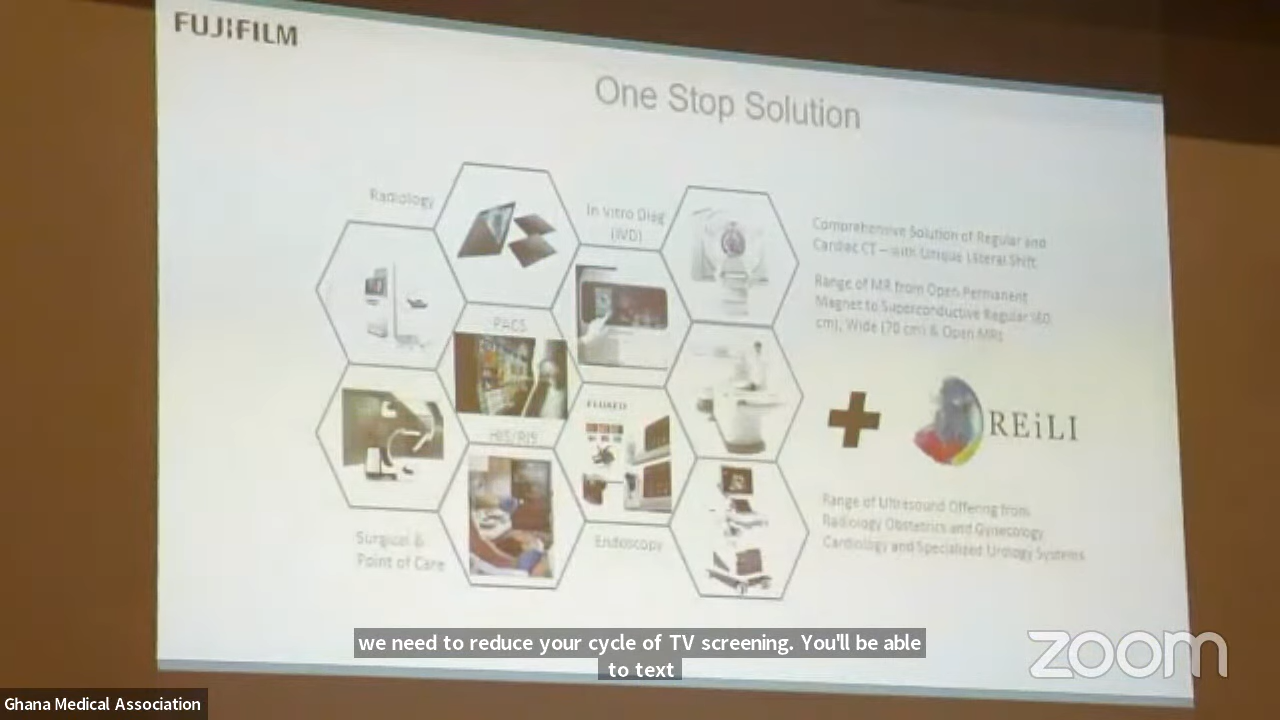 FUJIFILM
One Stop Solution
Radiology
In Vitro Diag
(IVD)
Comprehensive Solution of Regular and
Cardiac CT – with Unique Lateral Shift
Range of MR from Open Permanent
Magnet to Superconductive Regular (60
cm), Wide (70 cm) & Open MRs
PACS
HIS/RIS
REiLI
Range of Ultrasound Offering from
Radiology Obstetrics and Gynecology
Cardiology and Specialized Urology Systems
Surgical &
Point of Care
Endoscopy
we need to reduce your cycle of TV screening. You'll be able
to text
zoom
Ghana Medical Association